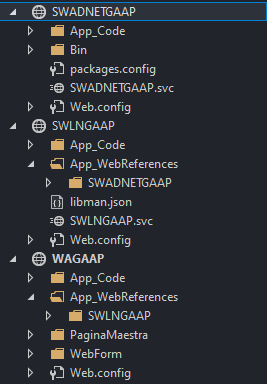 SWADNETGAAP
App_Code
Bin
packages.config
SWADNETGAAP.svc
Web.config
SWLNGAAP
App_Code
App_WebReferences
SWADNETGAAP
libman.json
SWLNGAAP.svc
Web.config
WAGAAP
App_Code
App_WebReferences
SWLNGAAP
PaginaMaestra
WebForm
Web.config